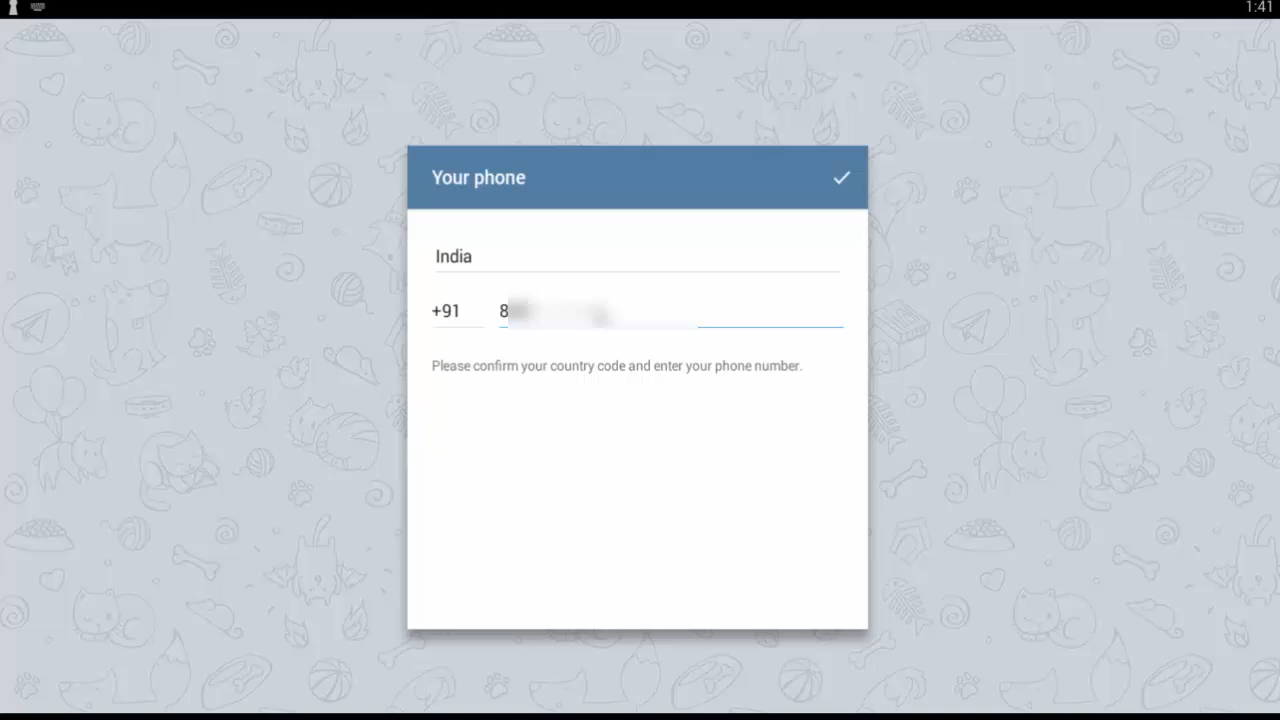 1:41
Your phone
India
+91 8
Please confirm your country code and enter your phone number.